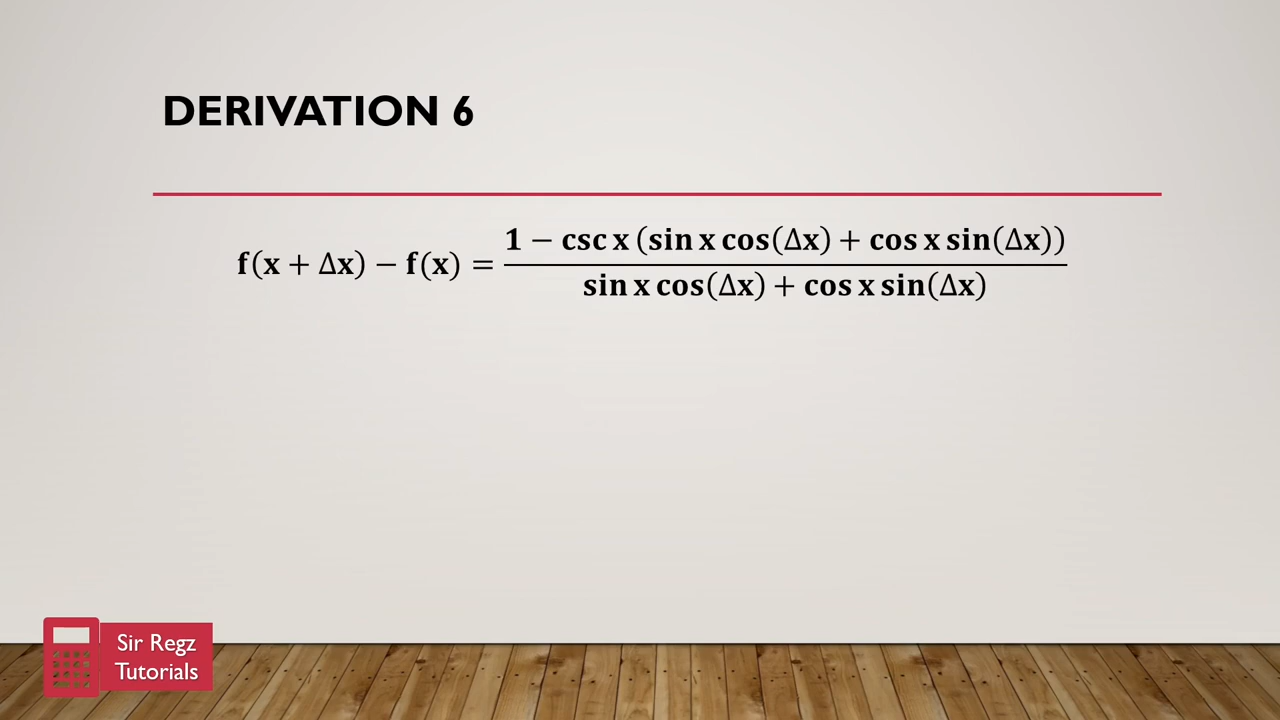 DERIVATION 6
f(x + Δx) − f(x) = \frac{1 − csc x (sin x cos(Δx) + cos x sin(Δx))}{sin x cos(Δx) + cos x sin(Δx)}
Sir Regz
Tutorials